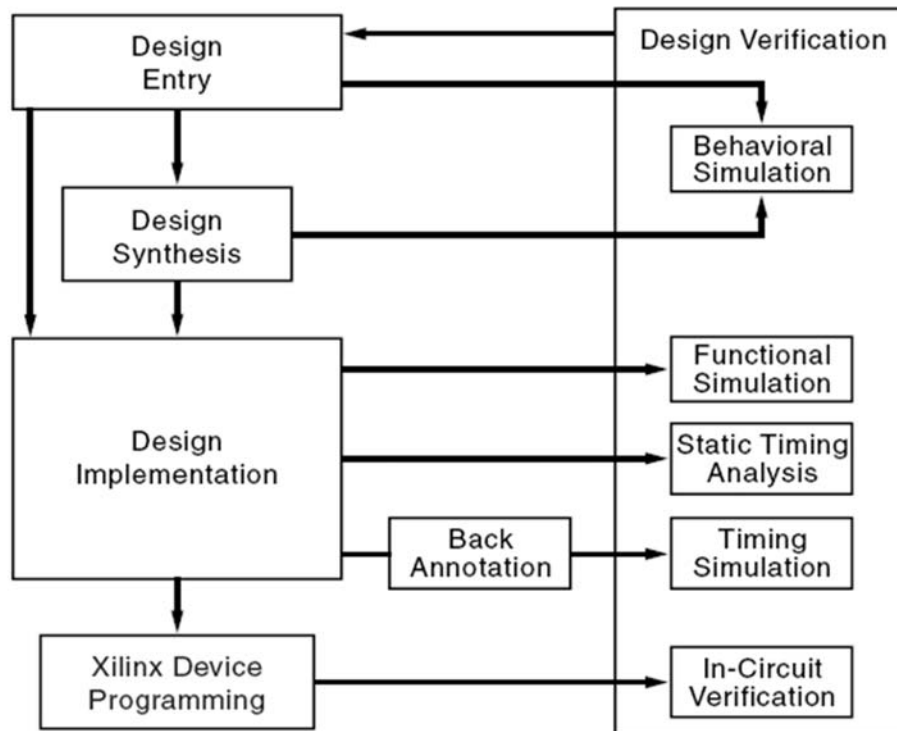 Design
Entry
Design Verification
Behavioral
Simulation
Design
Synthesis
Functional
Simulation
Design
Implementation
Static Timing
Analysis
Back
Annotation
Timing
Simulation
Xilinx Device
Programming
In-Circuit
Verification